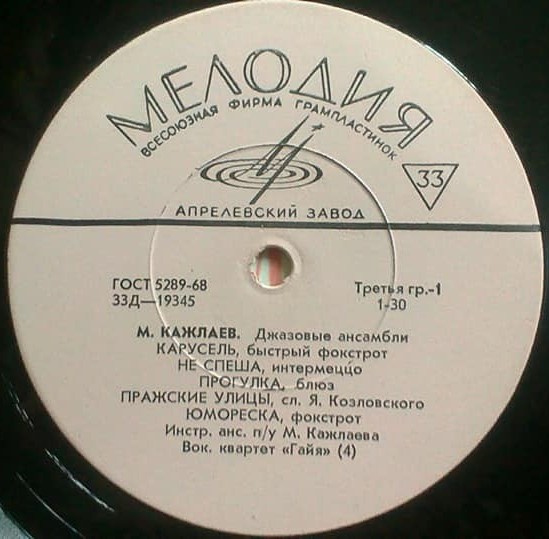 МЕЛОДИЯ
ВСЕСОЮЗНАЯ ФИРМА ГРАМПЛАСТИНОК
33
АПРЕЛЕВСКИЙ ЗАВОД
ГОСТ 5289-68 Третья гр.-1
33Д—19345 1-30
М. КАЖЛАЕВ. Джазовые ансамбли
КАРУСЕЛЬ, быстрый фокстрот
НЕ СПЕША, интермеццо
ПРОГУЛКА, блюз
ПРАЖСКИЕ УЛИЦЫ, сл. Я. Козловского
ЮМОРЕСКА, фокстрот
Инстр. анс. п/у М. Кажлаева
Вок. квартет «Гайя» (4)